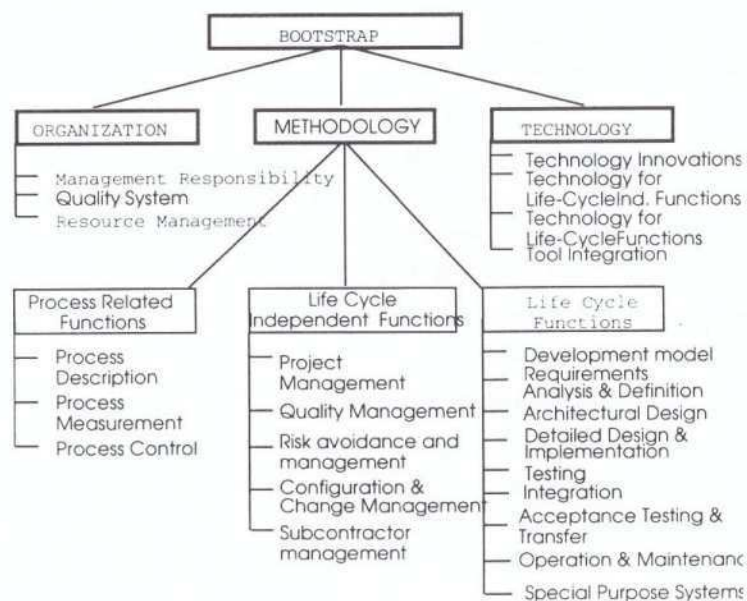 BOOTSTRAP
ORGANIZATION
Management Responsibility
Quality System
Resource Management
METHODOLOGY
TECHNOLOGY
Technology Innovations
Technology for
Life-CycleInd. Functions
Technology for
Life-CycleFunctions
Tool Integration
Process Related
Functions
Process
Description
Process
Measurement
Process Control
Life Cycle
Independent Functions
Project
Management
Quality Management
Risk avoidance and
management
Configuration &
Change Management
Subcontractor
management
Life Cycle
Functions
Development model
Requirements
Analysis & Definition
Architectural Design
Detailed Design &
Implementation
Testing
Integration
Acceptance Testing &
Transfer
Operation & Maintenanc
Special Purpose Systems